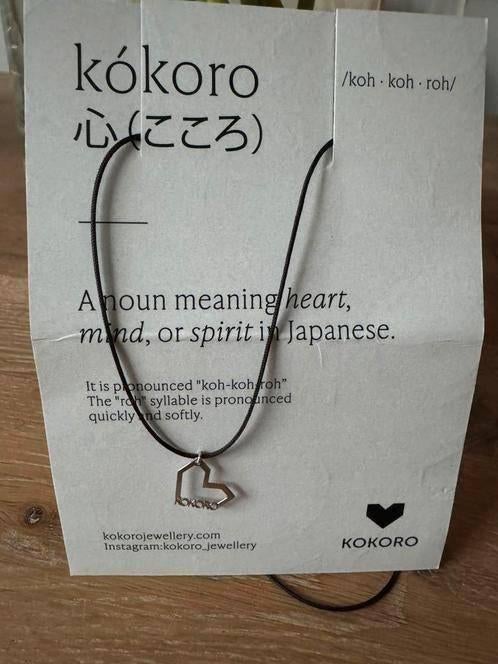 kókoro
/koh · koh · roh/
心(こころ)
A noun meaning heart,
mind, or spirit in Japanese.
It is pronounced "koh-koh-roh"
The "roh" syllable is pronounced
quickly and softly.
KOKORO
kokorojewellery.com
Instagram:kokoro_jewellery
KOKORO